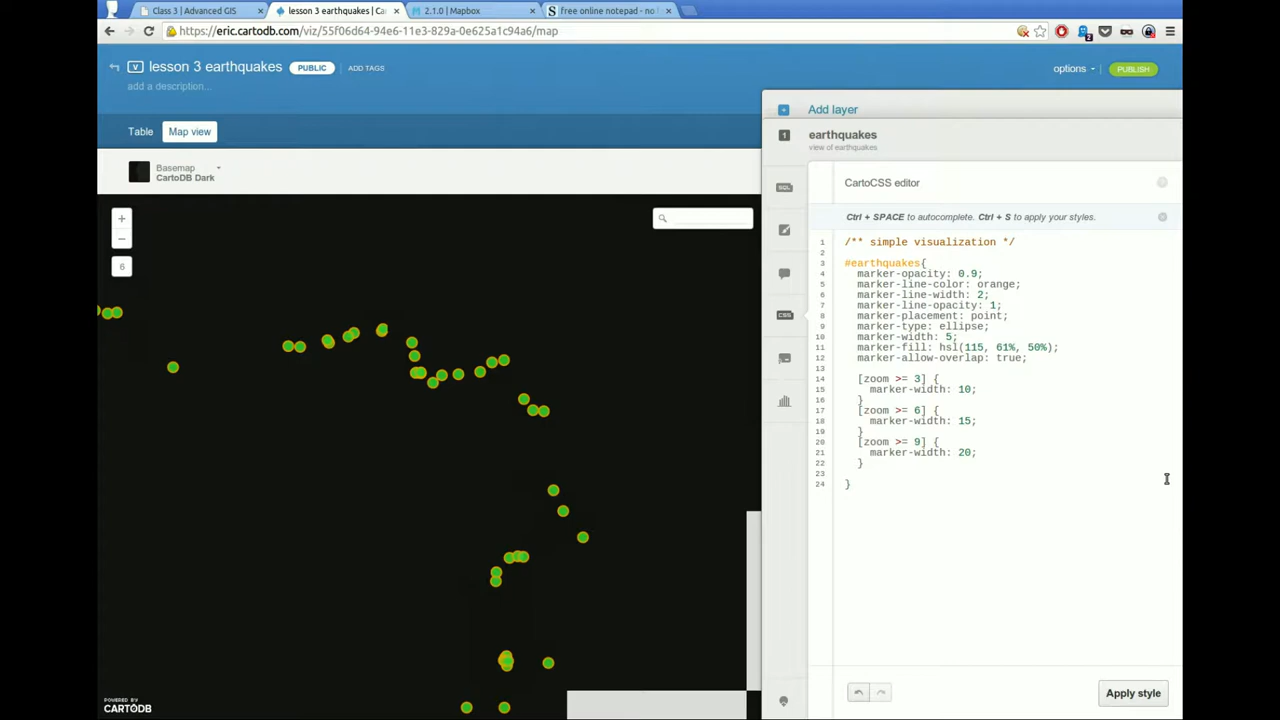 Class 3 | Advanced GIS
lesson 3 earthquakes | Ca
2.1.0 | Mapbox
free online notepad - no l
https://eric.cartodb.com/viz/55f06d64-94e6-11e3-829a-0e625a1c94a6/map
2
V lesson 3 earthquakes PUBLIC ADD TAGS
options PUBLISH
add a description...
Table Map view
Basemap
CartoDB Dark
+
−
6
POWERED BY
CARTODB
Add layer
1
earthquakes
view of earthquakes
SQL
CSS
CartoCSS editor
Ctrl + SPACE to autocomplete. Ctrl + S to apply your styles.
1 /** simple visualization */
2
3 #earthquakes{
4 marker-opacity: 0.9;
5 marker-line-color: orange;
6 marker-line-width: 2;
7 marker-line-opacity: 1;
8 marker-placement: point;
9 marker-type: ellipse;
10 marker-width: 5;
11 marker-fill: hsl(115, 61%, 50%);
12 marker-allow-overlap: true;
13
14 [zoom >= 3] {
15 marker-width: 10;
16 }
17 [zoom >= 6] {
18 marker-width: 15;
19 }
20 [zoom >= 9] {
21 marker-width: 20;
22 }
23
24 }
Apply style